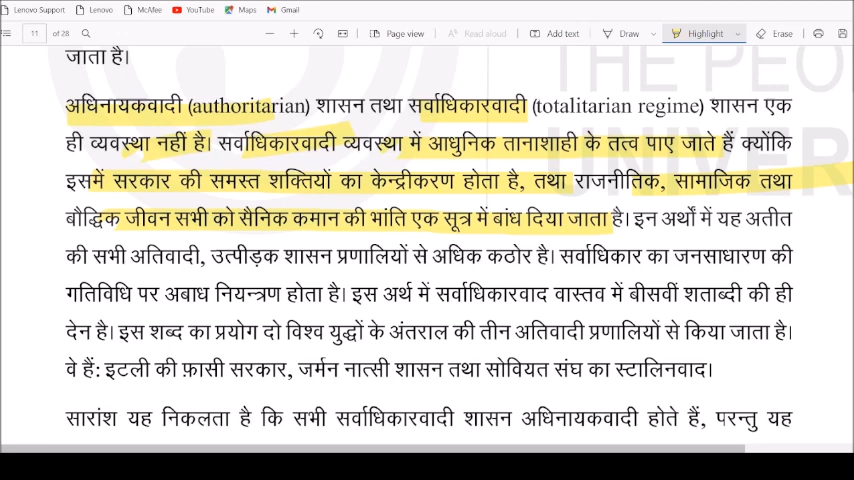 Lenovo Support Lenovo McAfee YouTube Maps Gmail
11 of 28 Page view Read aloud Add text Draw Highlight Erase
जाता है।
THE PEO
अधिनायकवादी (authoritarian) शासन तथा सर्वाधिकारवादी (totalitarian regime) शासन एक
ही व्यवस्था नहीं है। सर्वाधिकारवादी व्यवस्था में आधुनिक तानाशाही के तत्व पाए जाते हैं क्योंकि
UNIVER
इसमें सरकार की समस्त शक्तियों का केन्द्रीकरण होता है, तथा राजनीतिक, सामाजिक तथा
बौद्धिक जीवन सभी को सैनिक कमान की भांति एक सूत्र में बांध दिया जाता है। इन अर्थों में यह अतीत
की सभी अतिवादी, उत्पीड़क शासन प्रणालियों से अधिक कठोर है। सर्वाधिकार का जनसाधारण की
गतिविधि पर अबाध नियन्त्रण होता है। इस अर्थ में सर्वाधिकारवाद वास्तव में बीसवीं शताब्दी की ही
देन है। इस शब्द का प्रयोग दो विश्व युद्धों के अंतराल की तीन अतिवादी प्रणालियों से किया जाता है।
वे हैं: इटली की फ़ासी सरकार, जर्मन नात्सी शासन तथा सोवियत संघ का स्टालिनवाद।
सारांश यह निकलता है कि सभी सर्वाधिकारवादी शासन अधिनायकवादी होते हैं, परन्तु यह